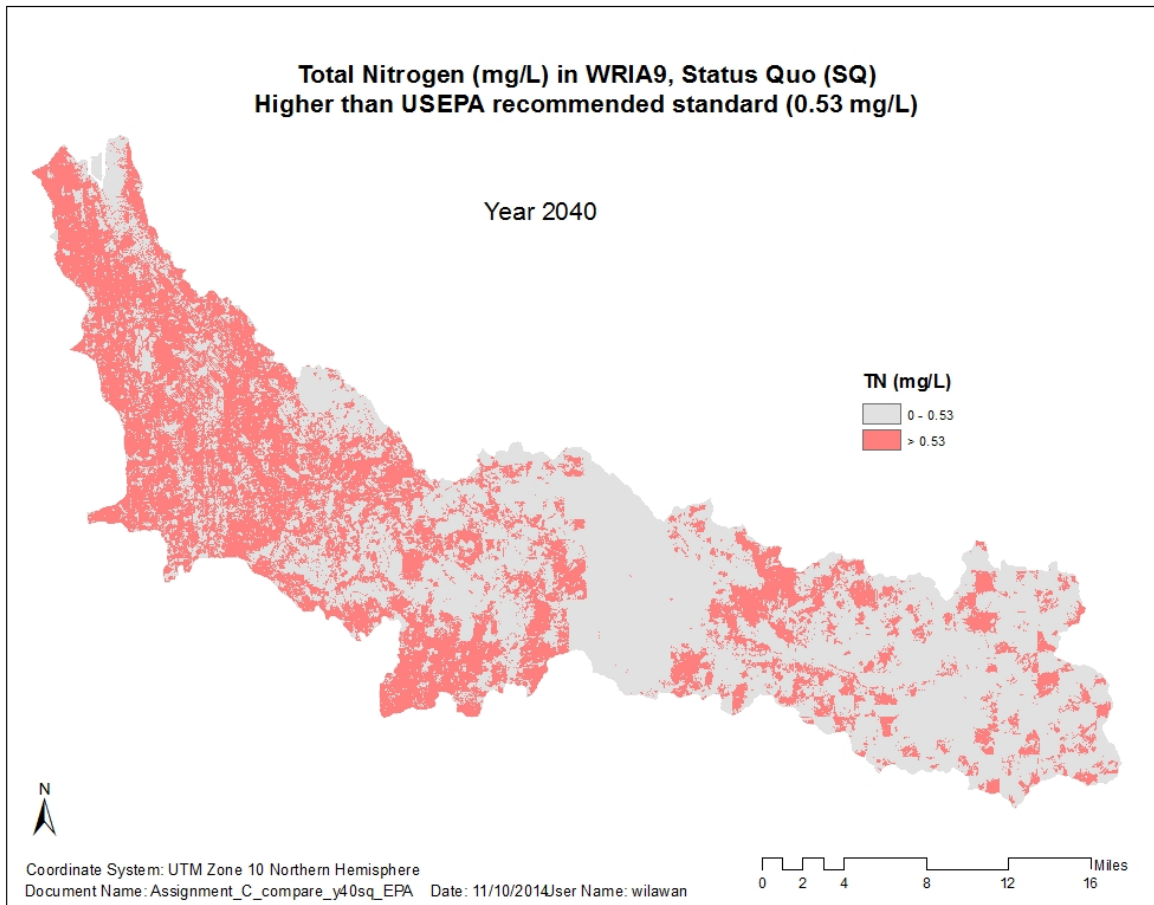 Total Nitrogen (mg/L) in WRIA9, Status Quo (SQ)
Higher than USEPA recommended standard (0.53 mg/L)
Year 2040
TN (mg/L)
0 - 0.53
> 0.53
N
Coordinate System: UTM Zone 10 Northern Hemisphere
Document Name: Assignment_C_compare_y40sq_EPA Date: 11/10/2014User Name: wilawan
Miles
0 2 4 8 12 16